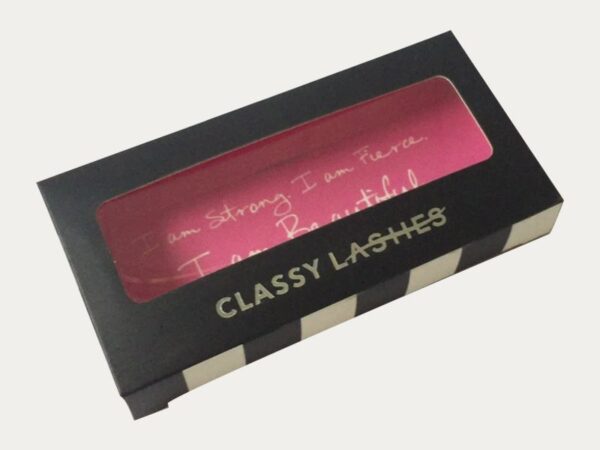 I am Strong. I am Fierce.
I am Beautiful
CLASSY LASHES